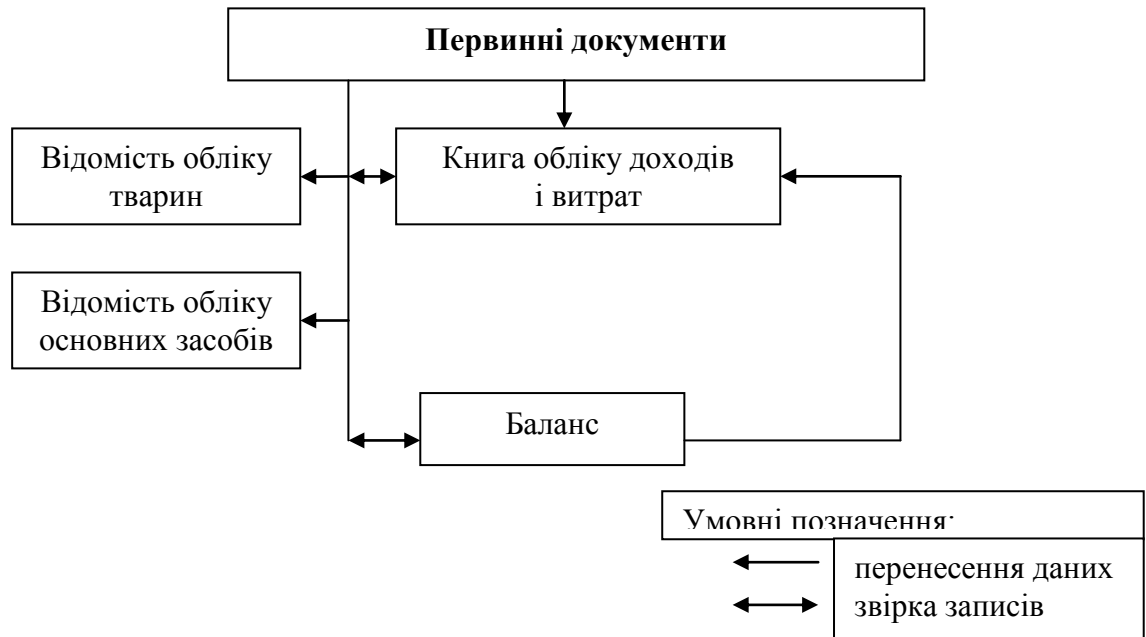 Первинні документи
Відомість обліку
тварин
Книга обліку доходів
і витрат
Відомість обліку
основних засобів
Баланс
Умовні позначення:
перенесення даних
звірка записів